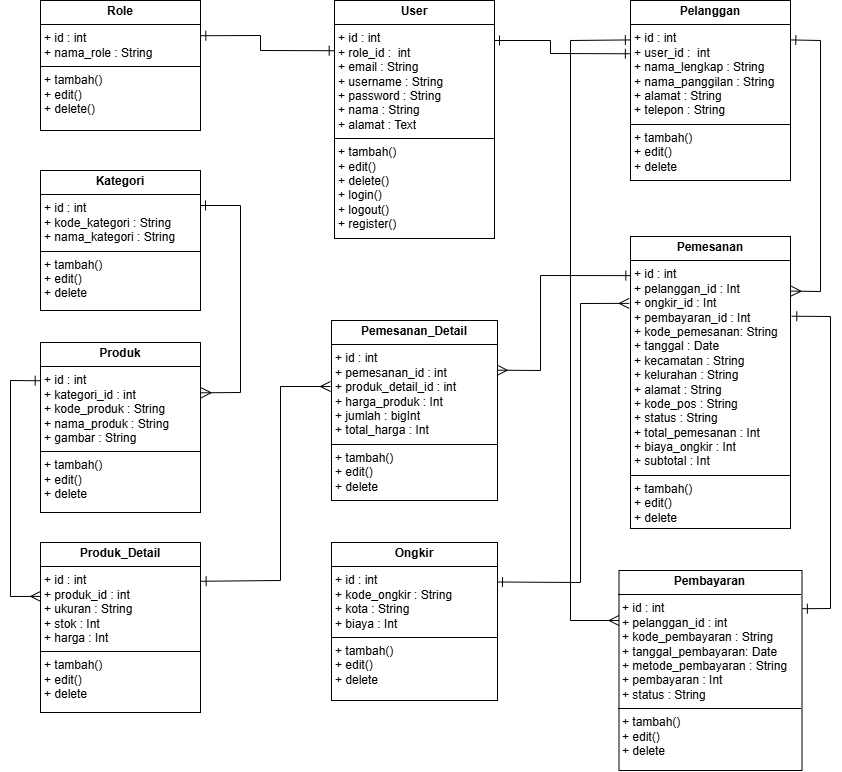 Role
+ id : int
+ nama_role : String
+ tambah()
+ edit()
+ delete()
User
+ id : int
+ role_id :  int
+ email : String
+ username : String
+ password : String
+ nama : String
+ alamat : Text
+ tambah()
+ edit()
+ delete()
+ login()
+ logout()
+ register()
Pelanggan
+ id : int
+ user_id :  int
+ nama_lengkap : String
+ nama_panggilan : String
+ alamat : String
+ telepon : String
+ tambah()
+ edit()
+ delete
Kategori
+ id : int
+ kode_kategori : String
+ nama_kategori : String
+ tambah()
+ edit()
+ delete
Pemesanan
+ id : int
+ pelanggan_id : Int
+ ongkir_id : Int
+ pembayaran_id : Int
+ kode_pemesanan: String
+ tanggal : Date
+ kecamatan : String
+ kelurahan : String
+ alamat : String
+ kode_pos : String
+ status : String
+ total_pemesanan : Int
+ biaya_ongkir : Int
+ subtotal : Int
+ tambah()
+ edit()
+ delete
Pemesanan_Detail
+ id : int
+ pemesanan_id : int
+ produk_detail_id : int
+ harga_produk : Int
+ jumlah : bigInt
+ total_harga : Int
+ tambah()
+ edit()
+ delete
Produk
+ id : int
+ kategori_id : int
+ kode_produk : String
+ nama_produk : String
+ gambar : String
+ tambah()
+ edit()
+ delete
Produk_Detail
+ id : int
+ produk_id : int
+ ukuran : String
+ stok : Int
+ harga : Int
+ tambah()
+ edit()
+ delete
Ongkir
+ id : int
+ kode_ongkir : String
+ kota : String
+ biaya : Int
+ tambah()
+ edit()
+ delete
Pembayaran
+ id : int
+ pelanggan_id : int
+ kode_pembayaran : String
+ tanggal_pembayaran: Date
+ metode_pembayaran : String
+ pembayaran : Int
+ status : String
+ tambah()
+ edit()
+ delete